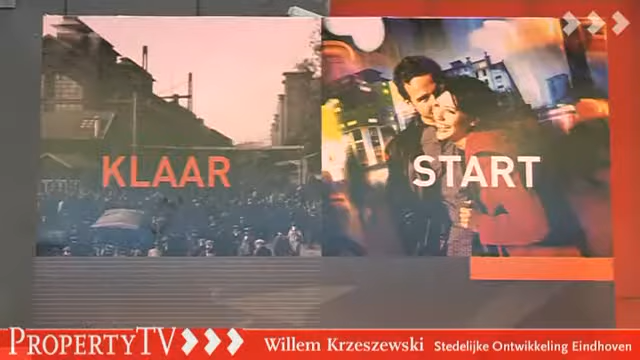 KLAAR
START
PROPERTYTV
Willem Krzeszewski Stedelijke Ontwikkeling Eindhoven